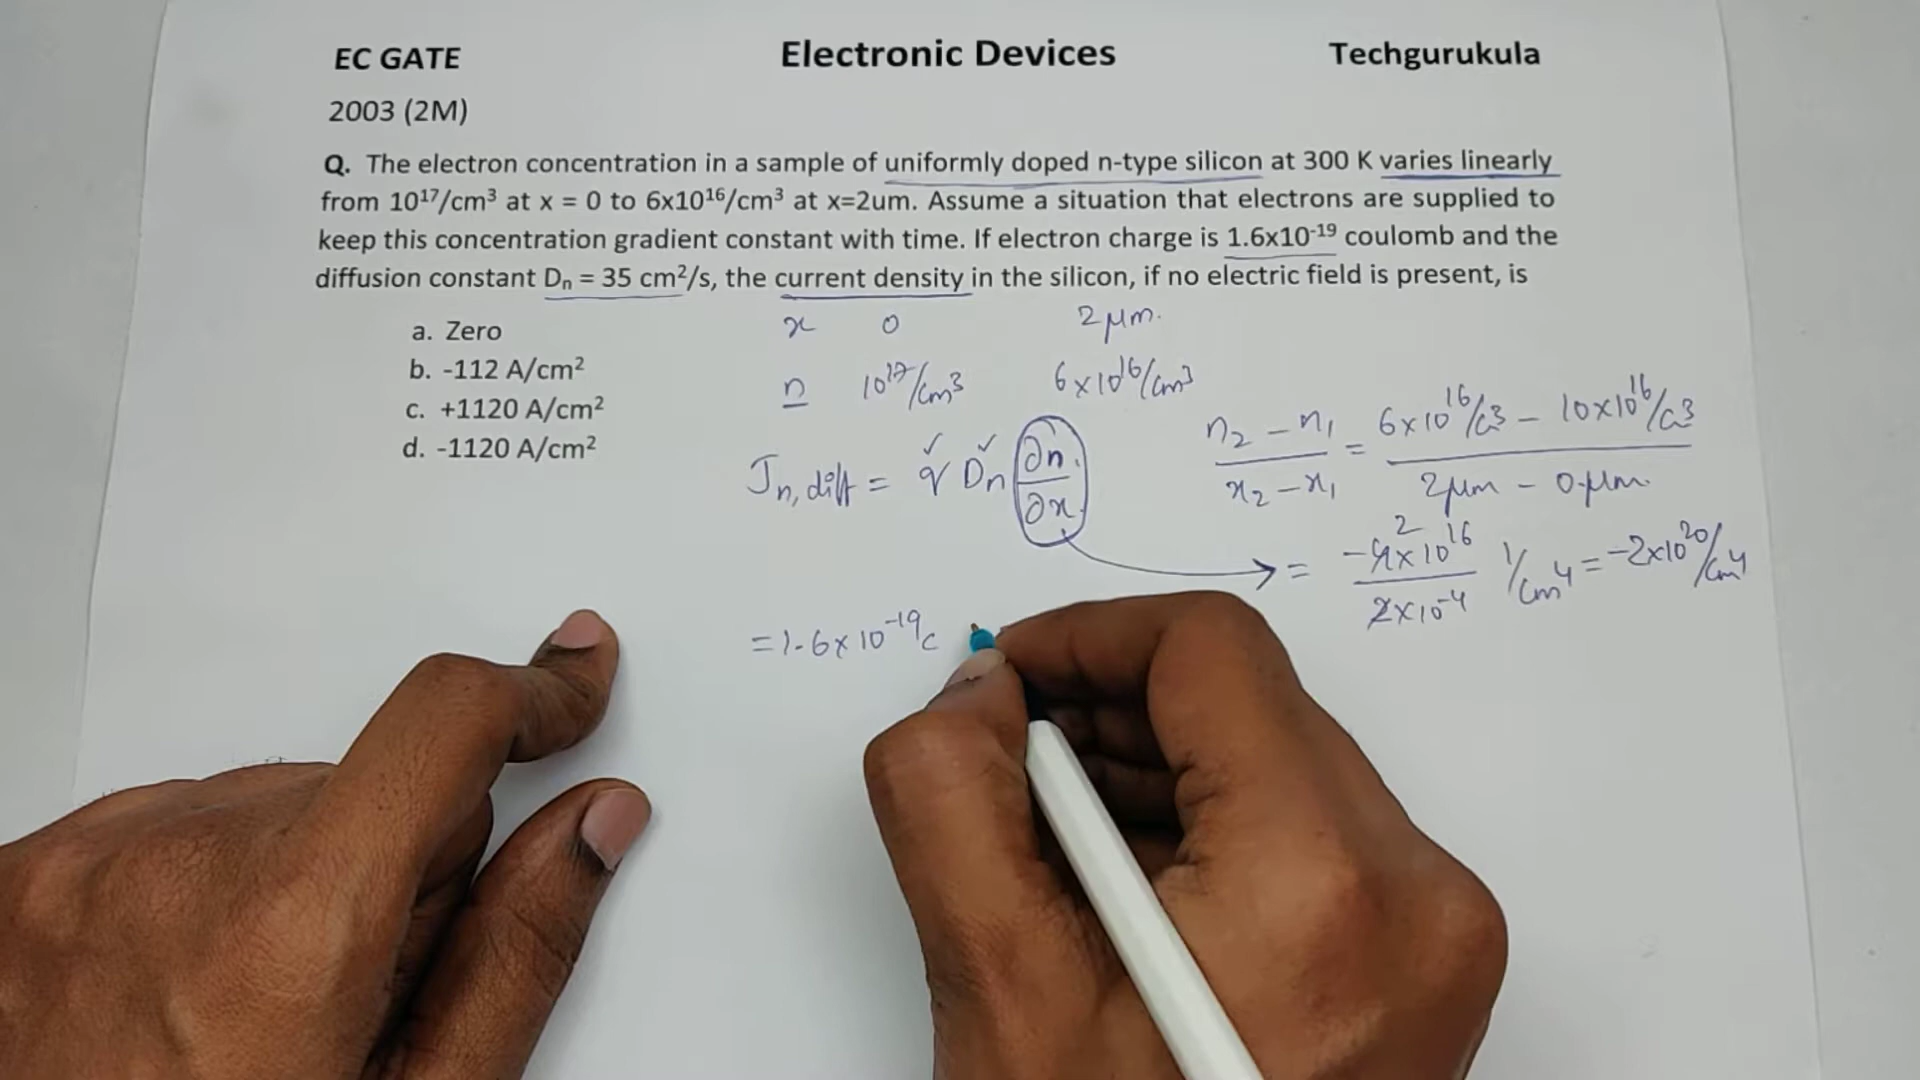 EC GATE Electronic Devices Techgurukula
2003 (2M)
Q. The electron concentration in a sample of uniformly doped n-type silicon at 300 K varies linearly
from 10¹⁷/cm³ at x = 0 to 6x10¹⁶/cm³ at x=2um. Assume a situation that electrons are supplied to
keep this concentration gradient constant with time. If electron charge is 1.6x10⁻¹⁹ coulomb and the
diffusion constant Dₙ = 35 cm²/s, the current density in the silicon, if no electric field is present, is
a. Zero
b. -112 A/cm²
c. +1120 A/cm²
d. -1120 A/cm²
x 0 2 μm.
n 10¹⁷/cm³ 6x10¹⁶/cm³
Jₙ, diff = q Dₙ ∂n/∂x
n₂ - n₁ / x₂ - x₁ = 6x10¹⁶/c³ - 10x10¹⁶/c³ / 2μm - 0μm.
= -4x10¹⁶ / 2x10⁻⁴ 2 1/cm⁴ = -2x10²⁰/cm⁴
= 1.6x10⁻¹⁹c